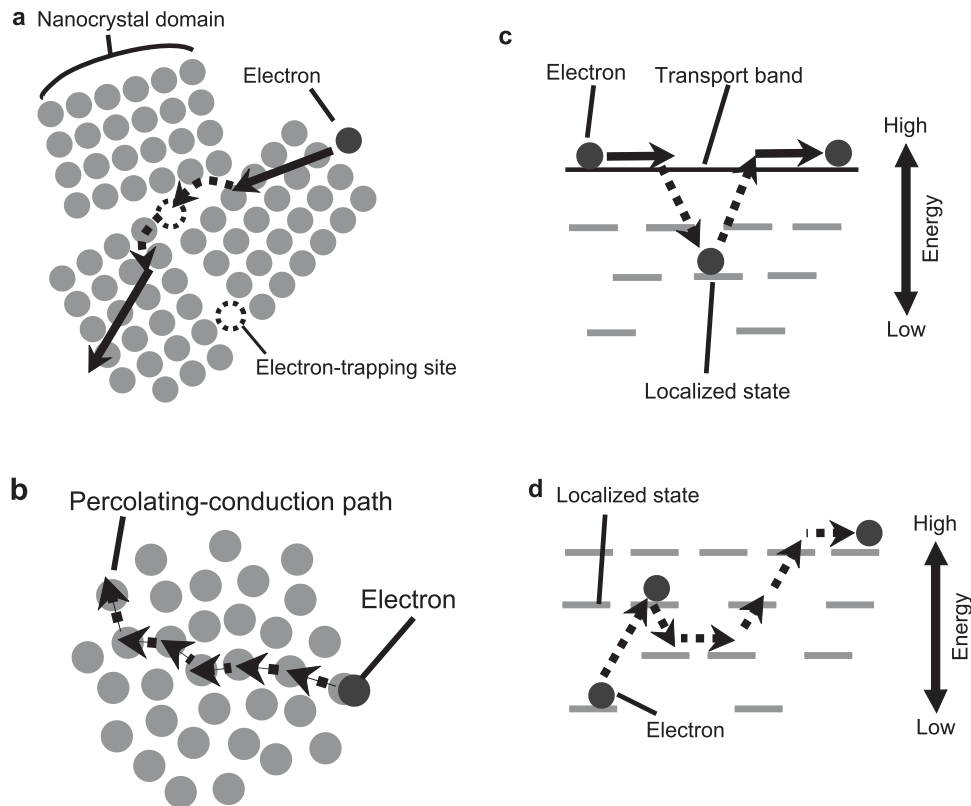 a
Nanocrystal domain
Electron
Electron-trapping site
b
Percolating-conduction path
Electron
c
Electron
Transport band
High
Energy
Low
Localized state
d
Localized state
High
Energy
Low
Electron